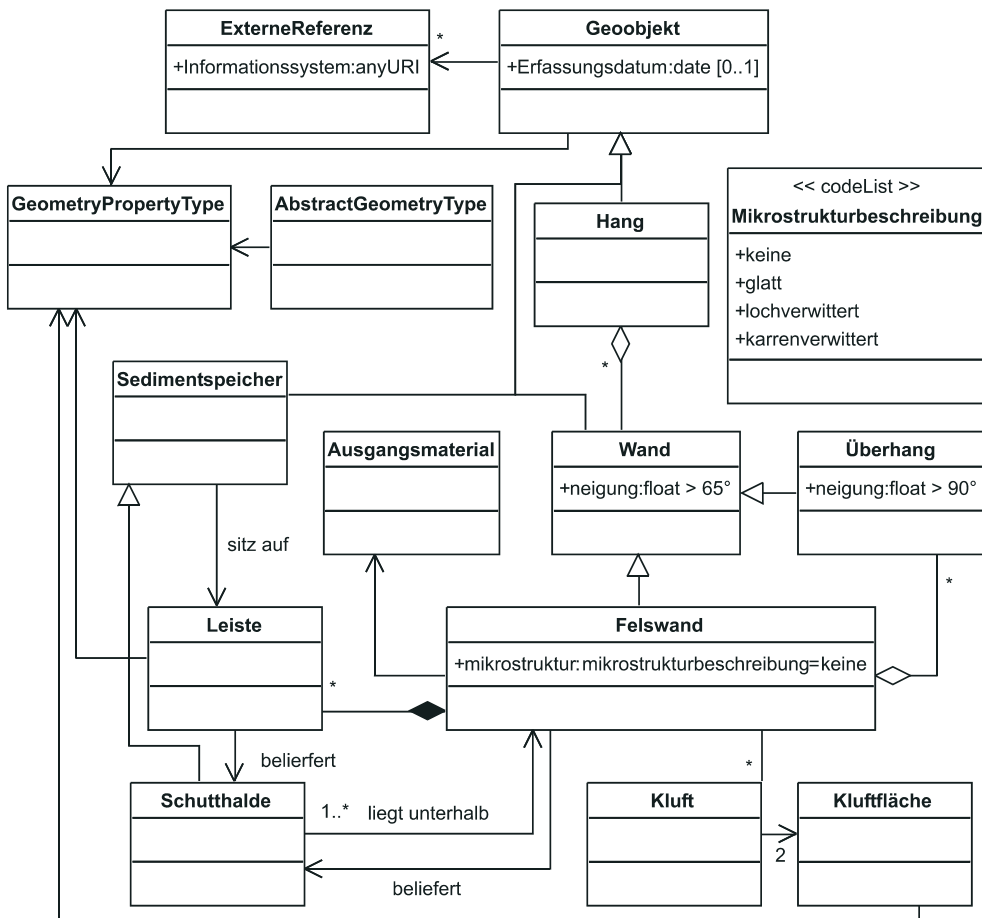 ExterneReferenz
+Informationssystem:anyURI
*
Geoobjekt
+Erfassungsdatum:date [0..1]
GeometryPropertyType
AbstractGeometryType
Hang
*
<< codeList >>
Mikrostrukturbeschreibung
+keine
+glatt
+lochverwittert
+karrenverwittert
Sedimentspeicher
Ausgangsmaterial
Wand
+neigung:float > 65°
Überhang
+neigung:float > 90°
sitz auf
*
Leiste
*
Felswand
+mikrostruktur:mikrostrukturbeschreibung=keine
belierfert
*
Schutthalde
1..* liegt unterhalb
beliefert
Kluft
2
Kluftfläche